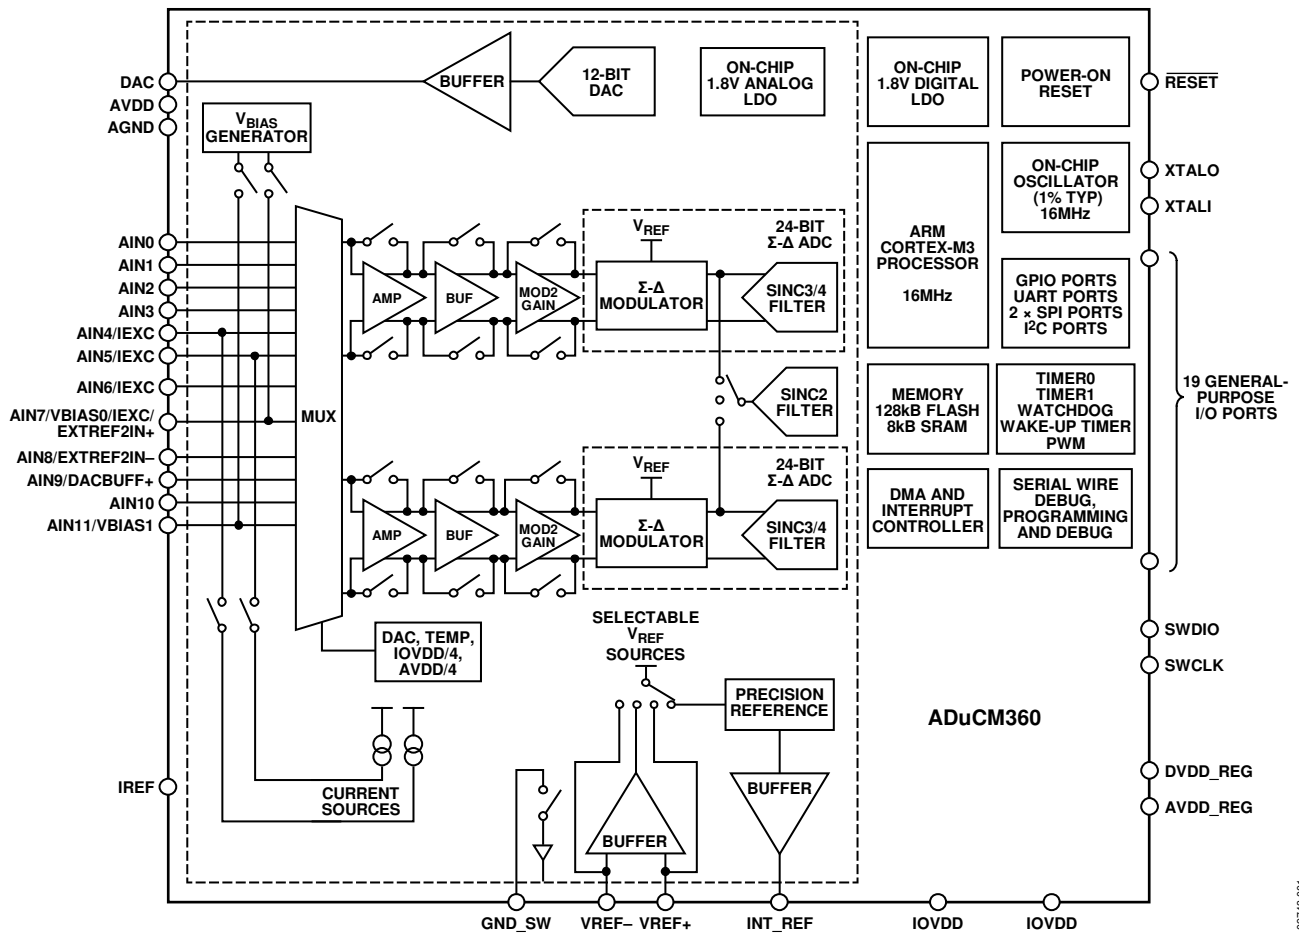 DAC
AVDD
AGND
BUFFER
12-BIT
DAC
ON-CHIP
1.8V ANALOG
LDO
ON-CHIP
1.8V DIGITAL
LDO
POWER-ON
RESET
RESET
VBIAS
GENERATOR
ON-CHIP
OSCILLATOR
(1% TYP)
16MHz
XTALO
XTALI
AIN0
AIN1
AIN2
AIN3
AIN4/IEXC
AIN5/IEXC
AIN6/IEXC
AIN7/VBIAS0/IEXC/
EXTREF2IN+
AIN8/EXTREF2IN–
AIN9/DACBUFF+
AIN10
AIN11/VBIAS1
MUX
AMP
BUF
MOD2
GAIN
VREF
24-BIT
Σ-Δ ADC
Σ-Δ
MODULATOR
SINC3/4
FILTER
ARM
CORTEX-M3
PROCESSOR
16MHz
GPIO PORTS
UART PORTS
2 × SPI PORTS
I2C PORTS
SINC2
FILTER
MEMORY
128kB FLASH
8kB SRAM
TIMER0
TIMER1
WATCHDOG
WAKE-UP TIMER
PWM
19 GENERAL-
PURPOSE
I/O PORTS
AMP
BUF
MOD2
GAIN
VREF
24-BIT
Σ-Δ ADC
Σ-Δ
MODULATOR
SINC3/4
FILTER
DMA AND
INTERRUPT
CONTROLLER
SERIAL WIRE
DEBUG,
PROGRAMMING
AND DEBUG
DAC, TEMP,
IOVDD/4,
AVDD/4
SELECTABLE
VREF
SOURCES
PRECISION
REFERENCE
SWDIO
SWCLK
ADuCM360
IREF
CURRENT
SOURCES
BUFFER
BUFFER
DVDD_REG
AVDD_REG
GND_SW
VREF–
VREF+
INT_REF
IOVDD
IOVDD